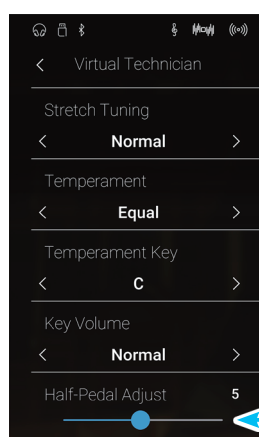 Virtual Technician
Stretch Tuning
Normal
Temperament
Equal
Temperament Key
C
Key Volume
Normal
Half-Pedal Adjust 5